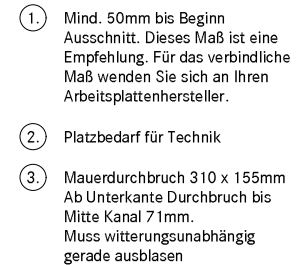 1. Mind. 50mm bis Beginn
Ausschnitt. Dieses Maß ist eine
Empfehlung. Für das verbindliche
Maß wenden Sie sich an Ihren
Arbeitsplattenhersteller.
2. Platzbedarf für Technik
3. Mauerdurchbruch 310 x 155mm
Ab Unterkante Durchbruch bis
Mitte Kanal 71mm.
Muss witterungsunabhängig
gerade ausblasen